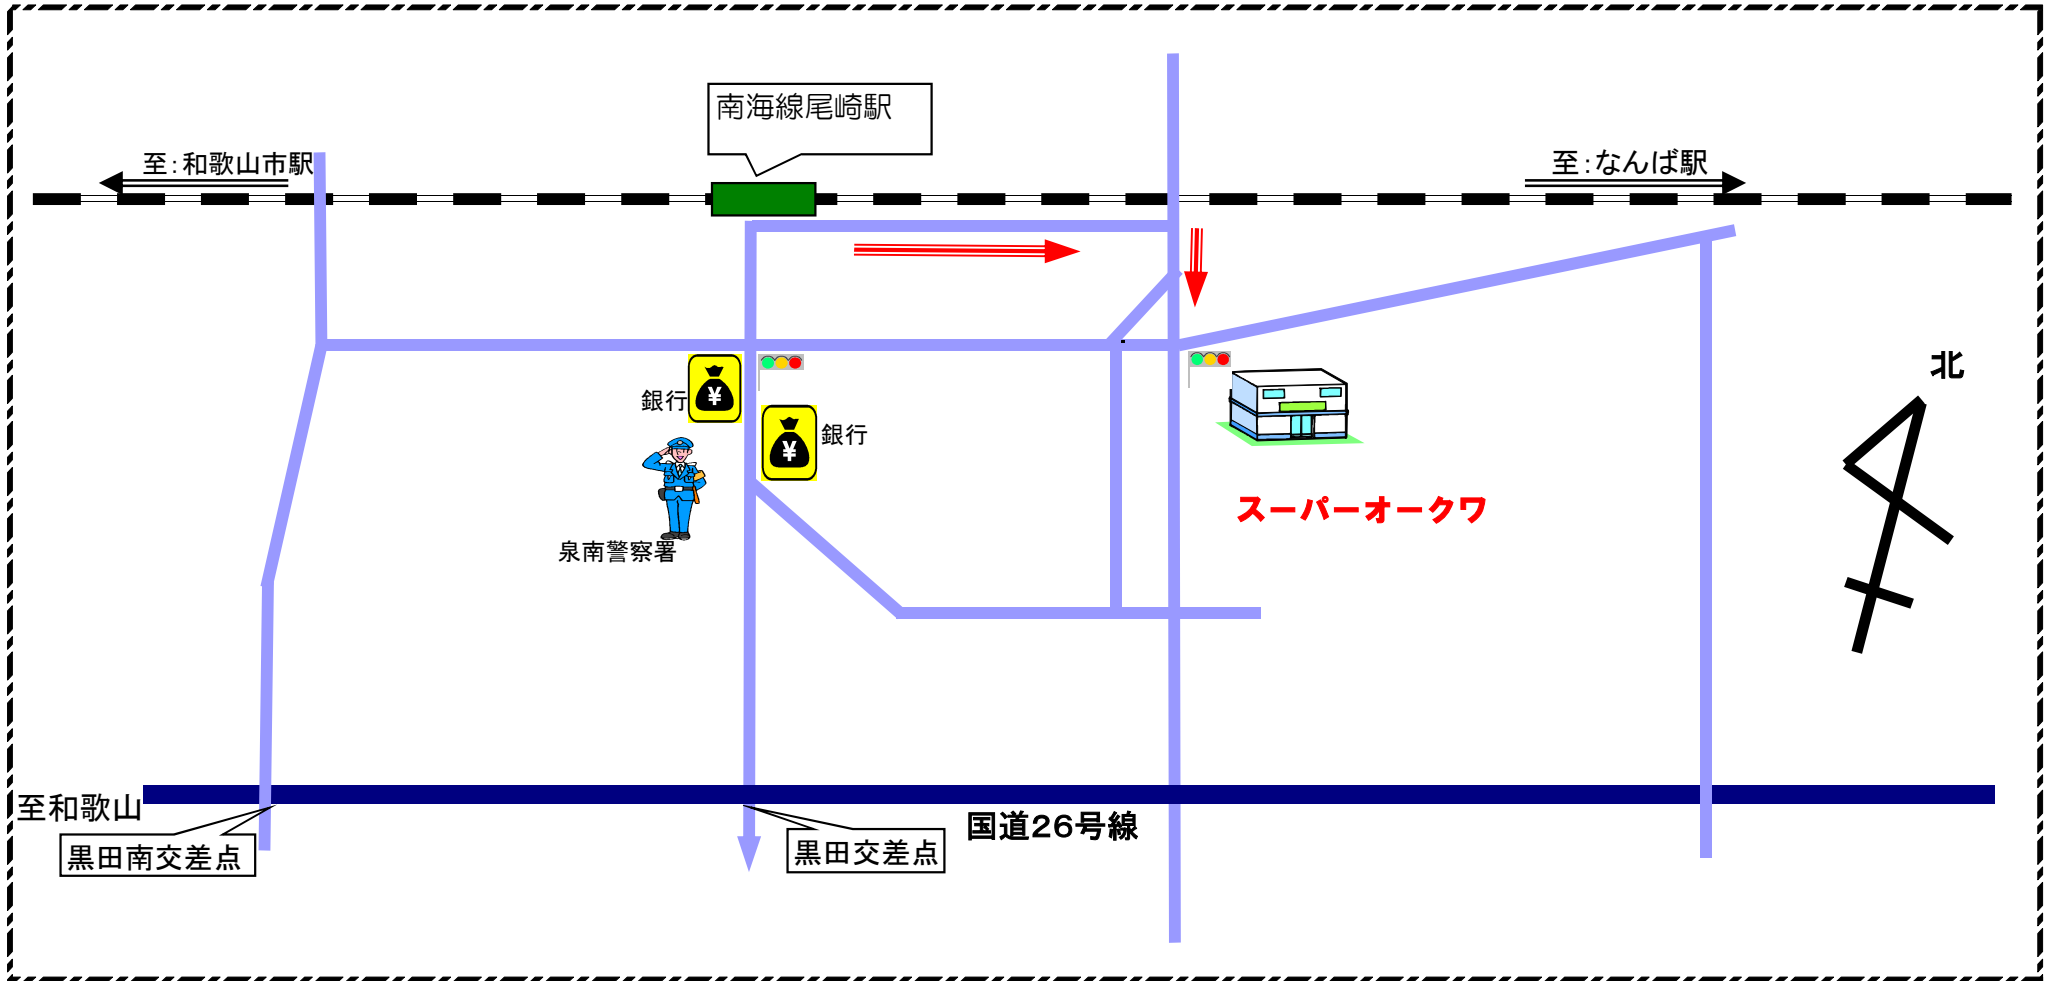 南海線尾崎駅
至：和歌山市駅
至：なんば駅
北
銀行
¥
¥
銀行
スーパーオークワ
泉南警察署
至和歌山
国道26号線
黒田南交差点
黒田交差点